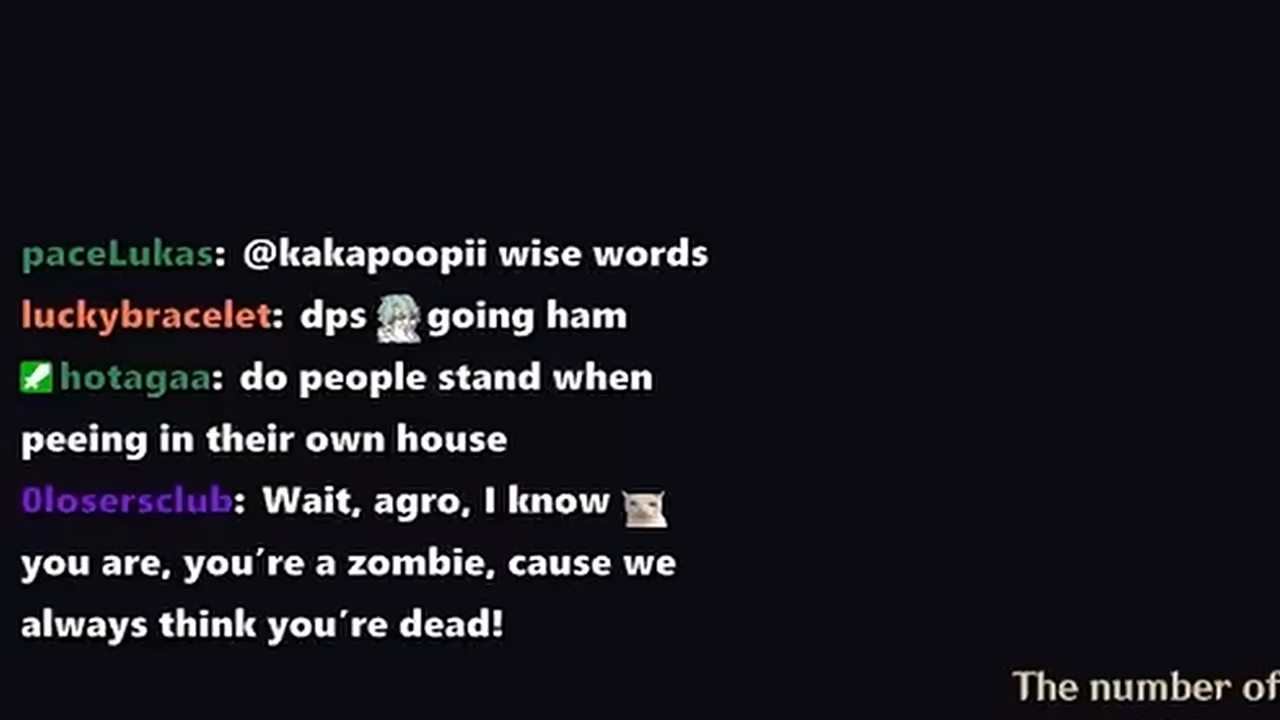 paceLukas: @kakapoopii wise words
luckybracelet: dps going ham
hotagaa: do people stand when
peeing in their own house
0losersclub: Wait, agro, I know
you are, you´re a zombie, cause we
always think you´re dead!
The number of